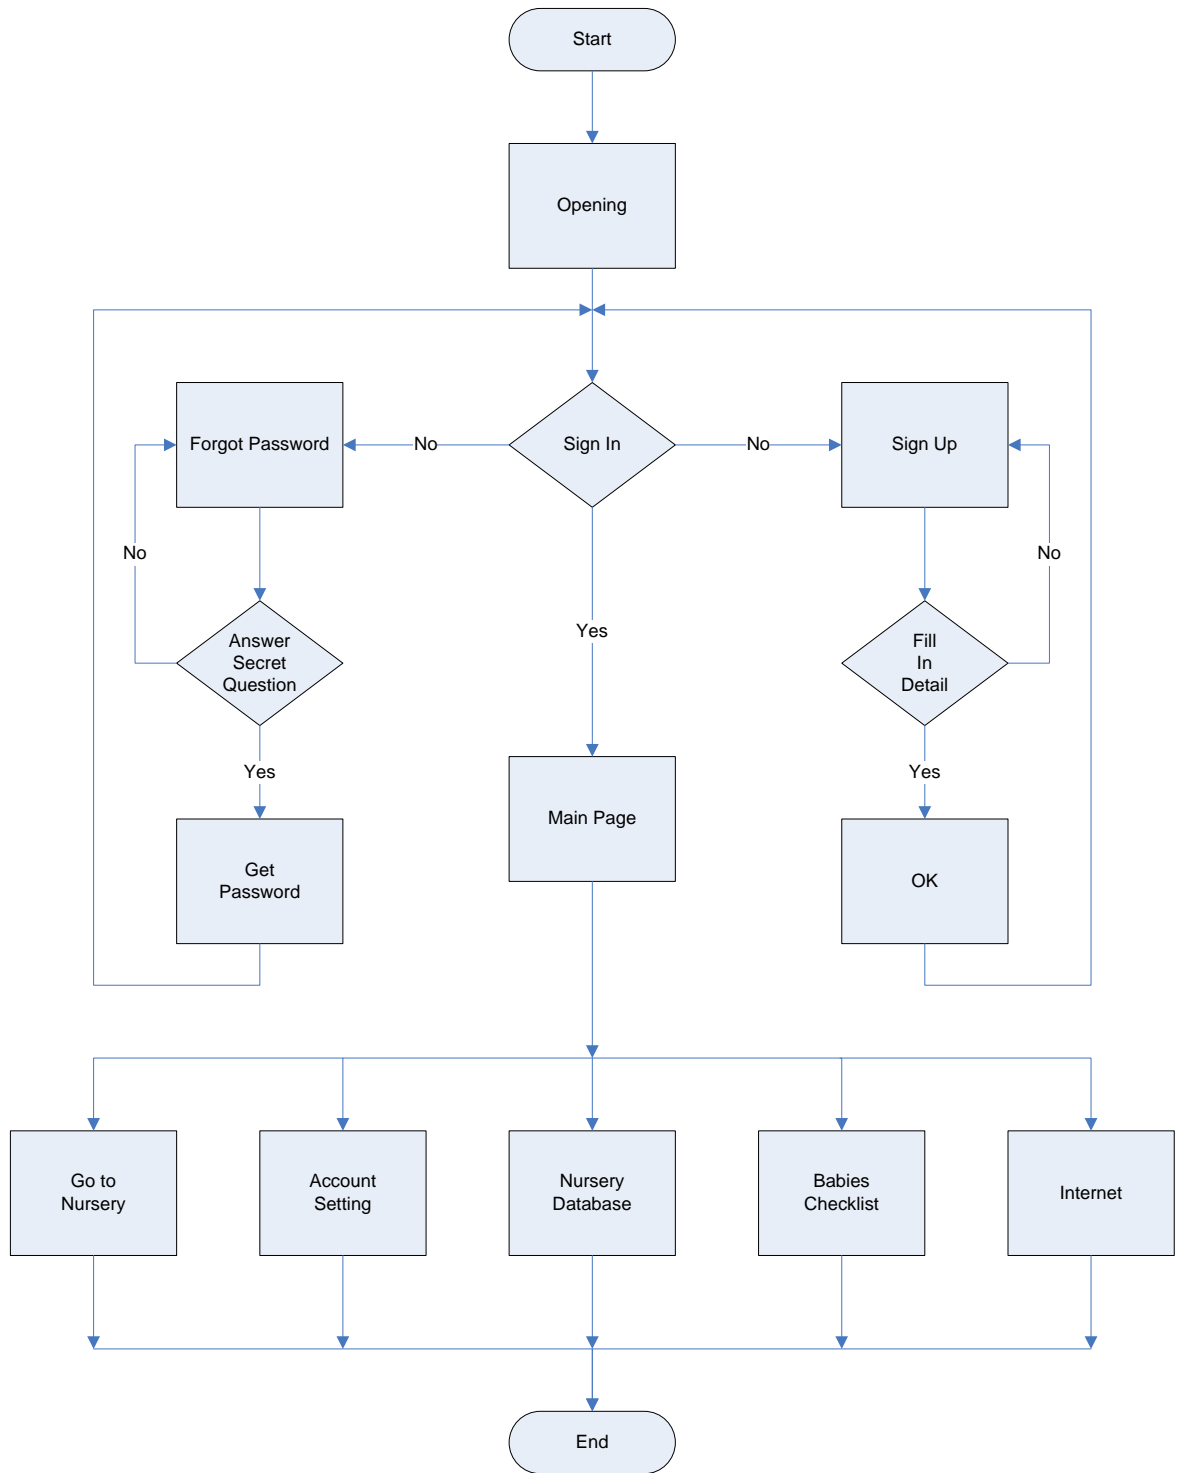 Start
Opening
Forgot Password
No
Sign In
No
Sign Up
No
No
Answer
Secret
Question
Yes
Fill
In
Detail
Yes
Yes
Main Page
Get
Password
OK
Go to
Nursery
Account
Setting
Nursery
Database
Babies
Checklist
Internet
End